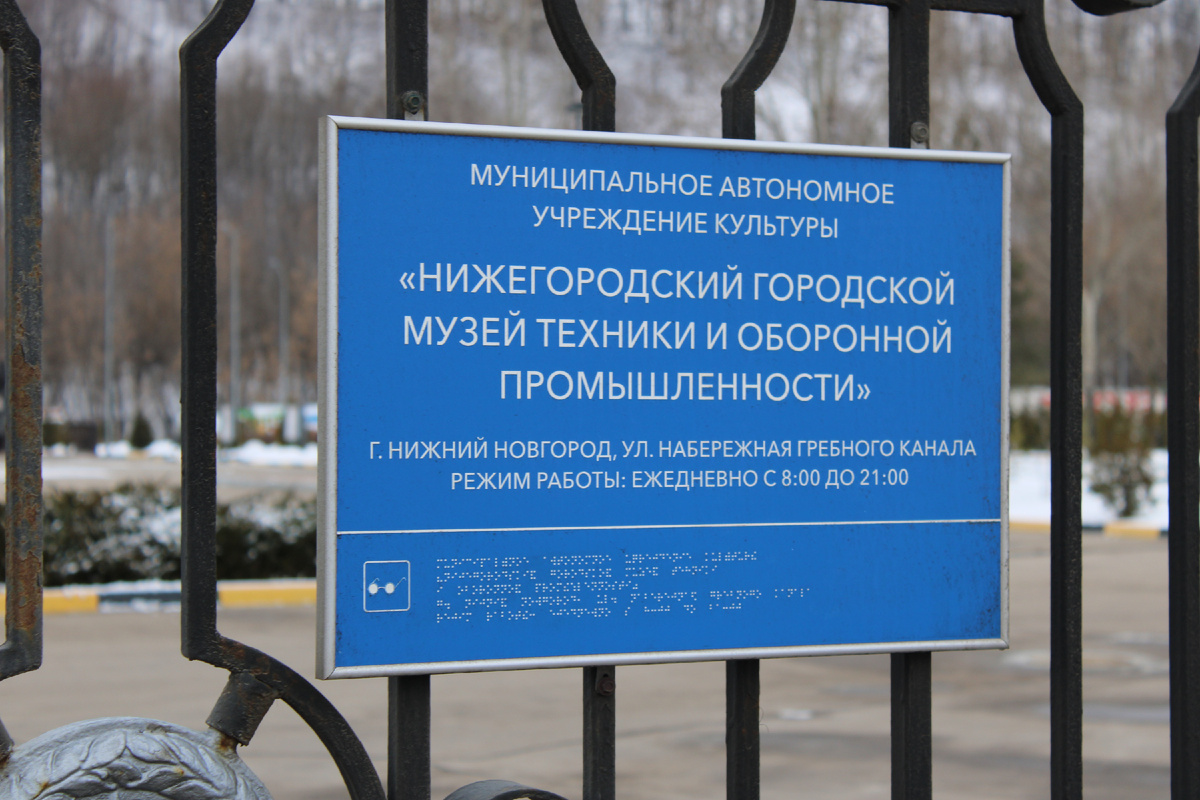 МУНИЦИПАЛЬНОЕ АВТОНОМНОЕ
УЧРЕЖДЕНИЕ КУЛЬТУРЫ
«НИЖЕГОРОДСКИЙ ГОРОДСКОЙ
МУЗЕЙ ТЕХНИКИ И ОБОРОННОЙ
ПРОМЫШЛЕННОСТИ»
Г. НИЖНИЙ НОВГОРОД, УЛ. НАБЕРЕЖНАЯ ГРЕБНОГО КАНАЛА
РЕЖИМ РАБОТЫ: ЕЖЕДНЕВНО С 8:00 ДО 21:00